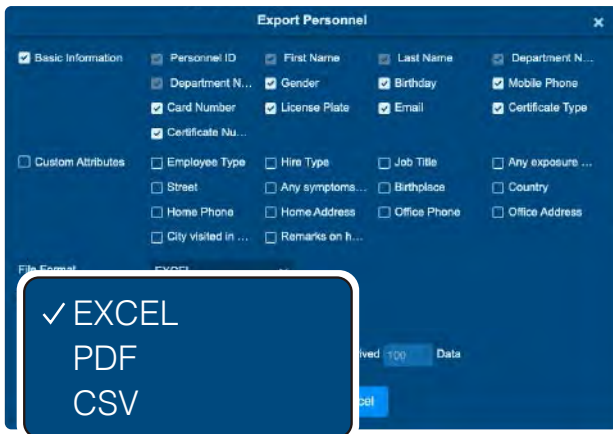 Export Personnel ×
Basic Information Personnel ID First Name Last Name Department N...
Department N... Gender Birthday Mobile Phone
Card Number License Plate Email Certificate Type
Certificate Nu...
Custom Attributes Employee Type Hire Type Job Title Any exposure ...
Street Any symptoms... Birthplace Country
Home Phone Home Address Office Phone Office Address
City visited in ... Remarks on h...
File Format EXCEL
✓ EXCEL
PDF
100 Data
CSV